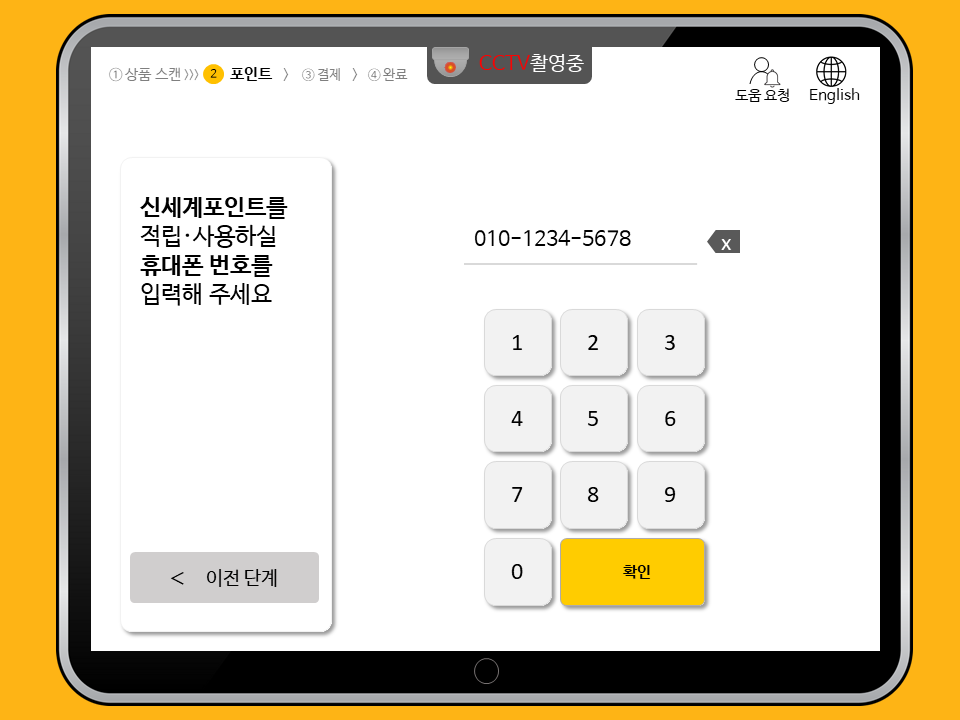 ① 상품 스캔 〉〉〉 2 포인트 〉 ③ 결제 〉 ④ 완료
CCTV촬영중
도움 요청
English
신세계포인트를
적립·사용하실
휴대폰 번호를
입력해 주세요
010-1234-5678
x
1 2 3
4 5 6
7 8 9
0 확인
< 이전 단계